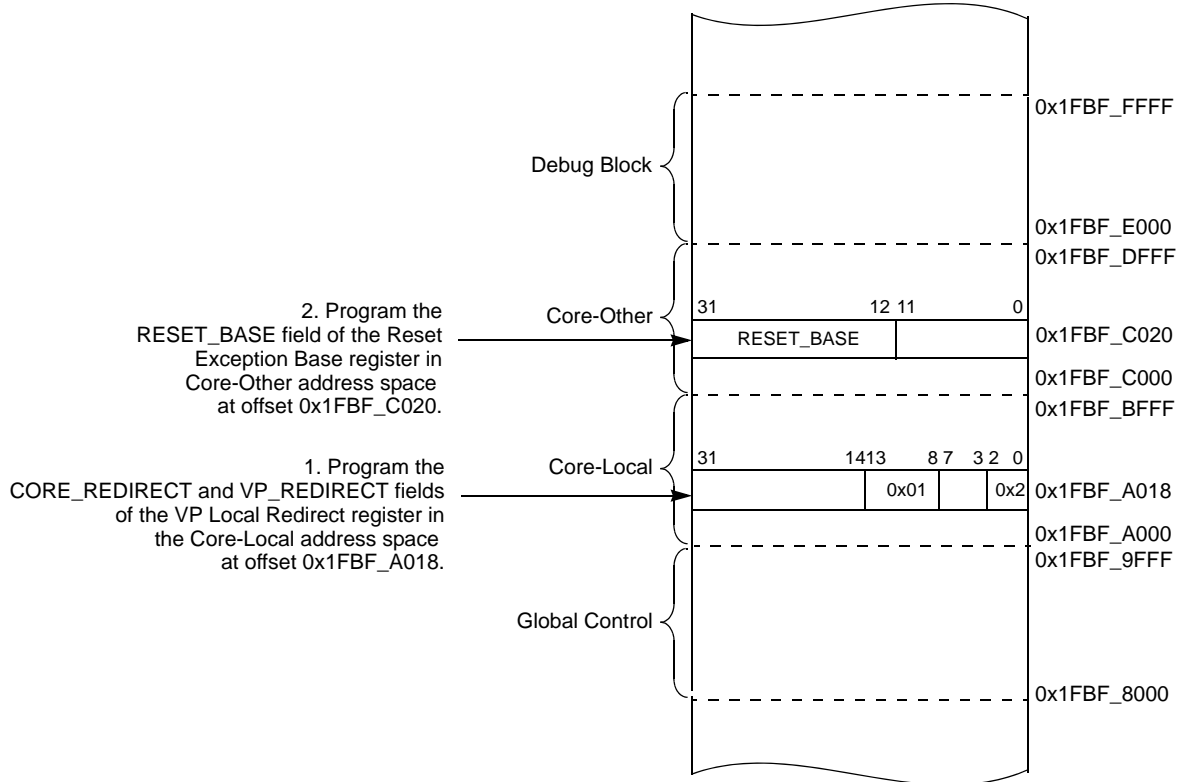 0x1FBF_FFFF
Debug Block
0x1FBF_E000
0x1FBF_DFFF
2. Program the
RESET_BASE field of the Reset
Exception Base register in
Core-Other address space
at offset 0x1FBF_C020.
Core-Other
31 12 11 0
RESET_BASE
0x1FBF_C020
0x1FBF_C000
0x1FBF_BFFF
1. Program the
CORE_REDIRECT and VP_REDIRECT fields
of the VP Local Redirect register in
the Core-Local address space
at offset 0x1FBF_A018.
Core-Local
31 1413 8 7 3 2 0
0x01 0x2
0x1FBF_A018
0x1FBF_A000
0x1FBF_9FFF
Global Control
0x1FBF_8000